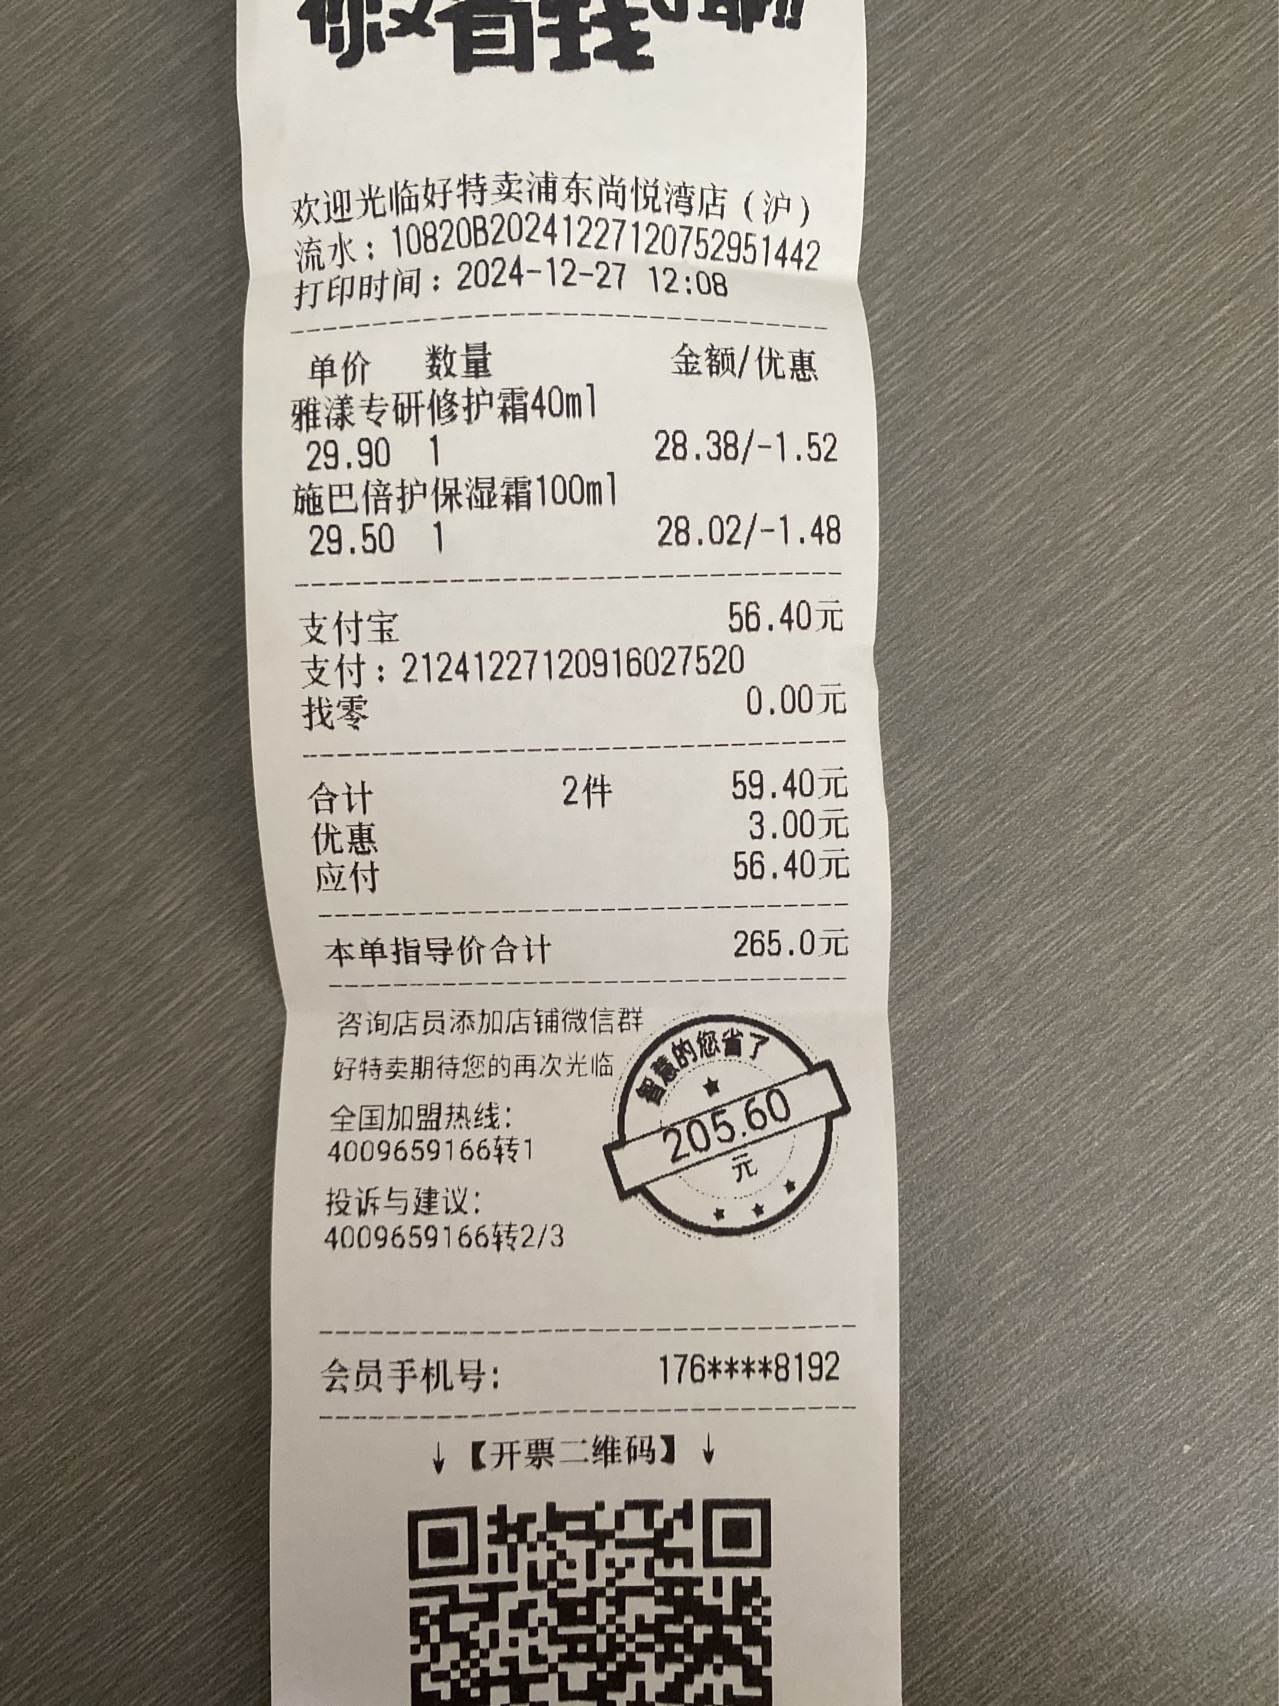 你又省我
欢迎光临好特卖浦东尚悦湾店（沪）
流水：10820B20241227120752951442
打印时间：2024-12-27 12:08
单价 数量 金额/优惠
雅漾专研修护霜40ml
29.90 1 28.38/-1.52
施巴倍护保湿霜100ml
29.50 1 28.02/-1.48
支付宝 56.40元
支付：21241227120916027520
找零 0.00元
合计 2件 59.40元
优惠 3.00元
应付 56.40元
本单指导价合计 265.0元
咨询店员添加店铺微信群
好特卖期待您的再次光临
智慧的您省了
205.60
元
全国加盟热线：
4009659166转1
投诉与建议：
4009659166转2/3
会员手机号： 176****8192
↓【开票二维码】↓